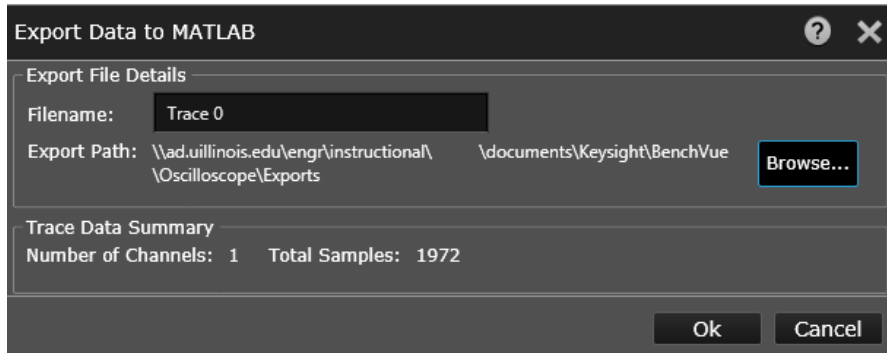 Export Data to MATLAB
Export File Details
Filename: Trace 0
Export Path: \\ad.uillinois.edu\engr\instructional\ \documents\Keysight\BenchVue
\Oscilloscope\Exports
Browse...
Trace Data Summary
Number of Channels: 1 Total Samples: 1972
Ok Cancel